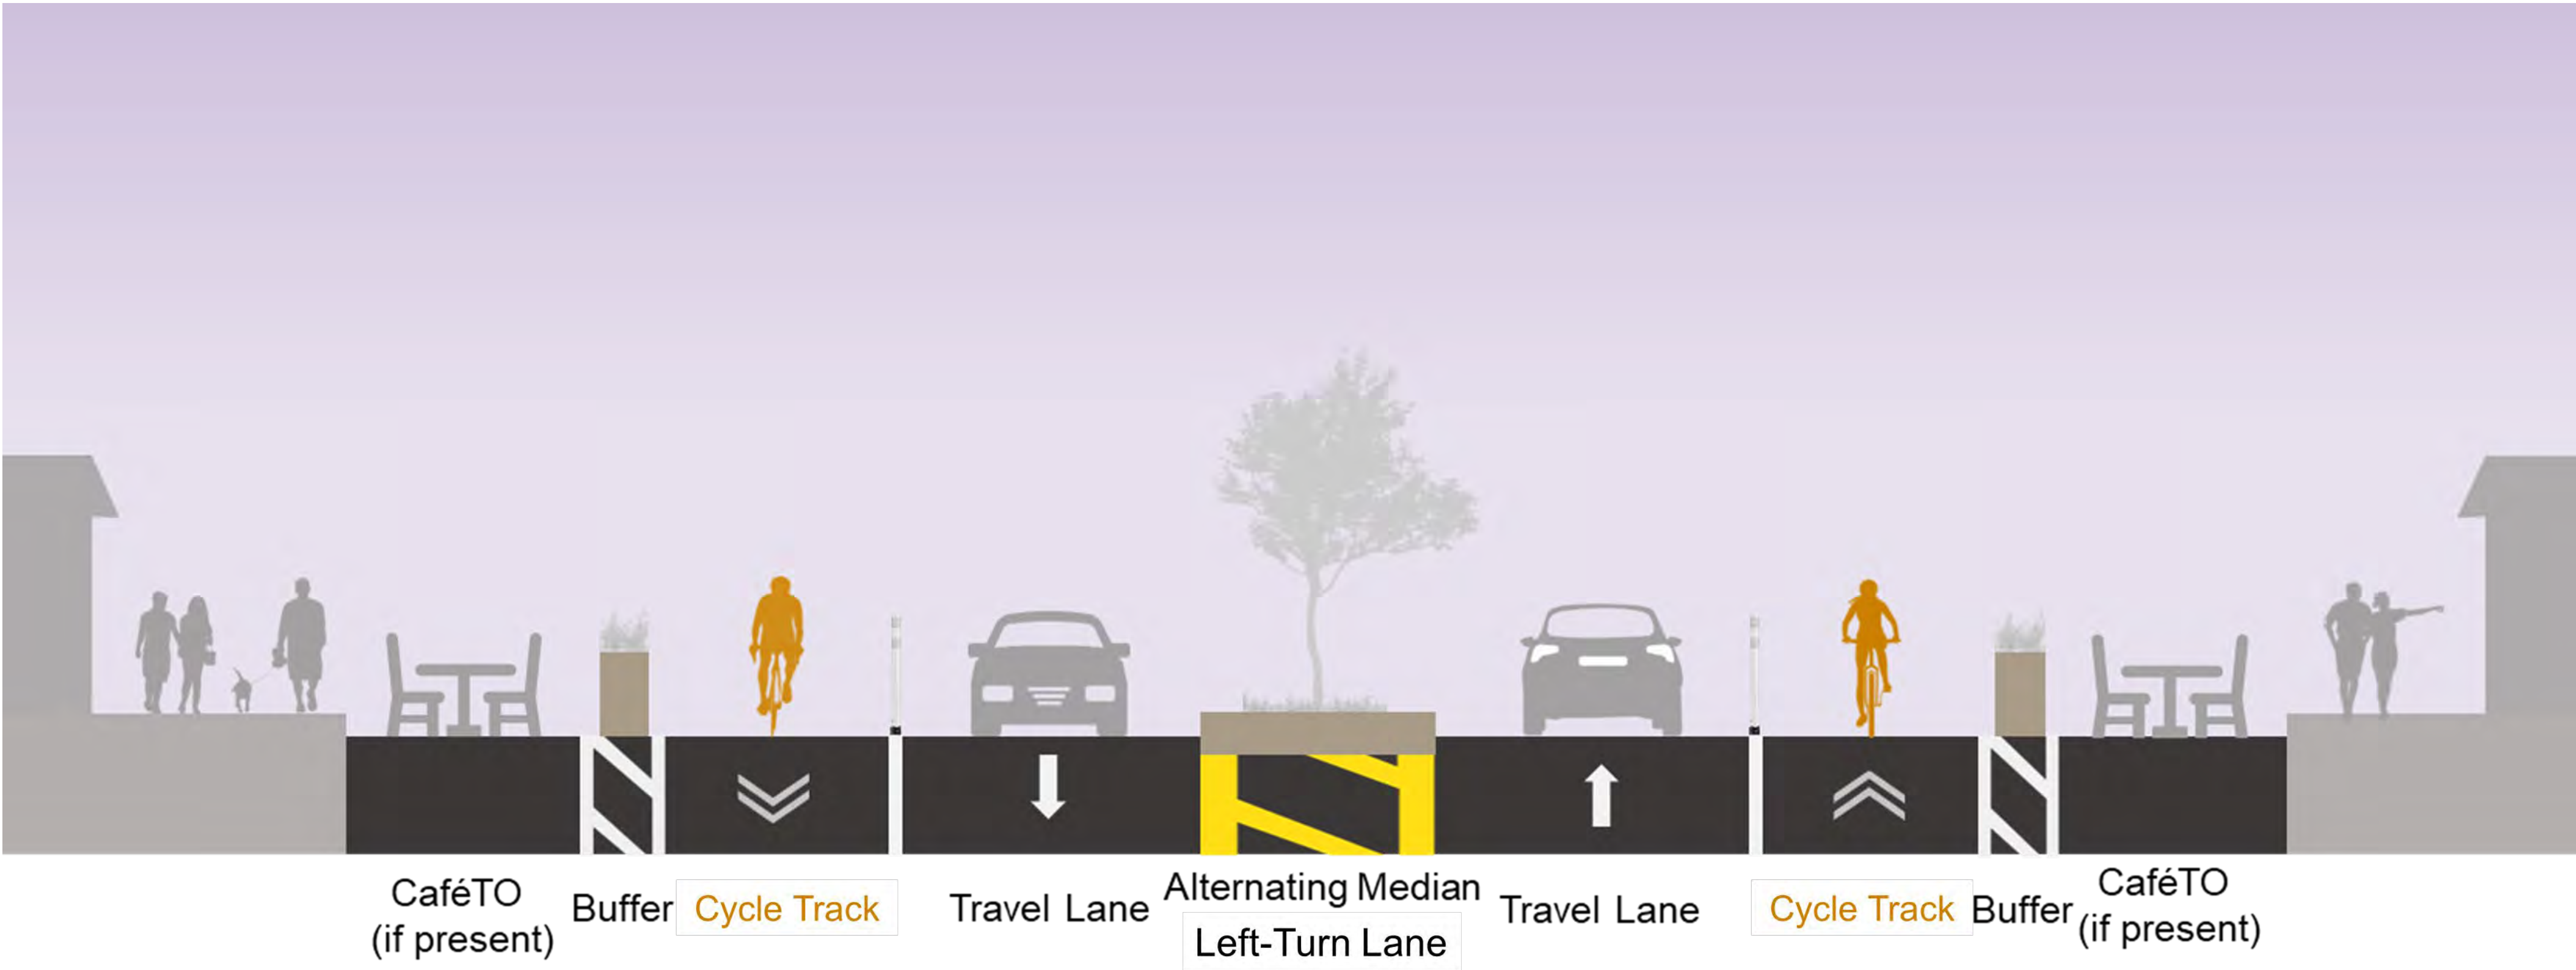 CaféTO
(if present)
Buffer
Cycle Track
Travel Lane
Alternating Median
Left-Turn Lane
Travel Lane
Cycle Track
Buffer
CaféTO
(if present)